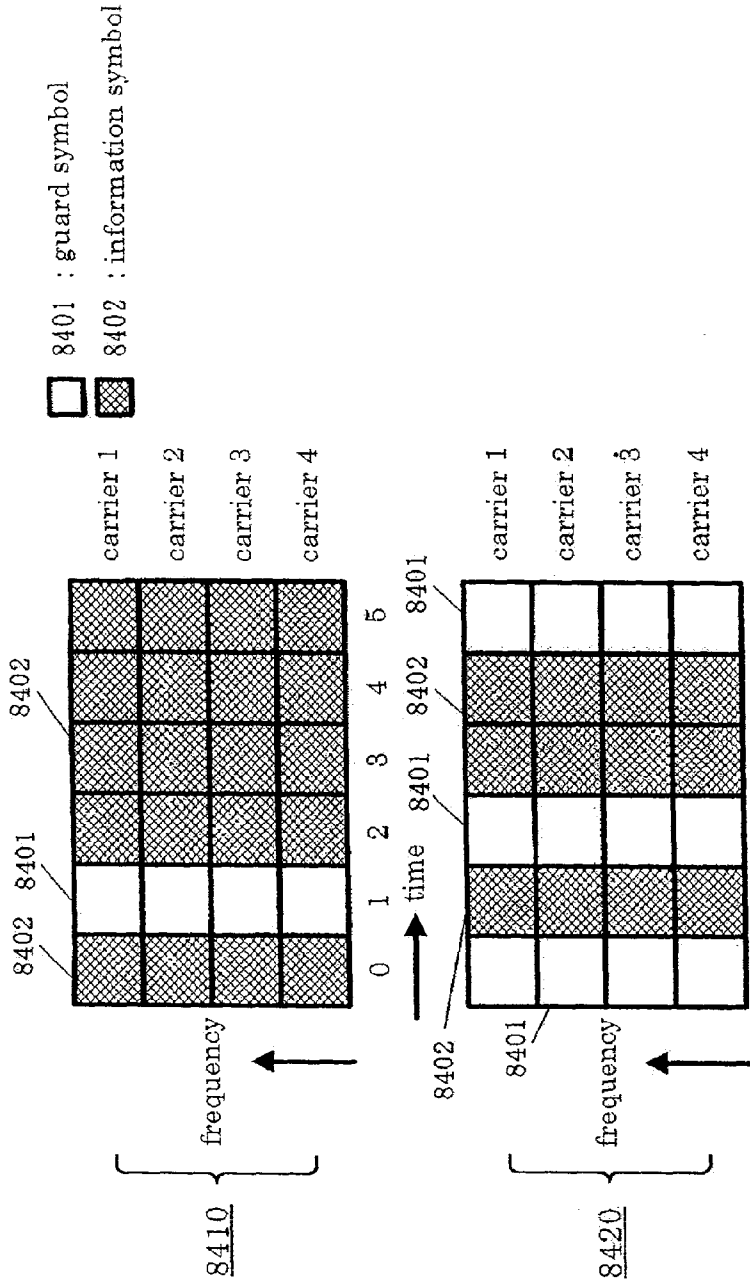 8401 : guard symbol
8402 : information symbol
8402
8401
8402
8410
frequency
carrier 1
carrier 2
carrier 3
carrier 4
0 1 2 3 4 5
time
8402
8401
8401
8402
8401
8420
frequency
carrier 1
carrier 2
carrier 3
carrier 4